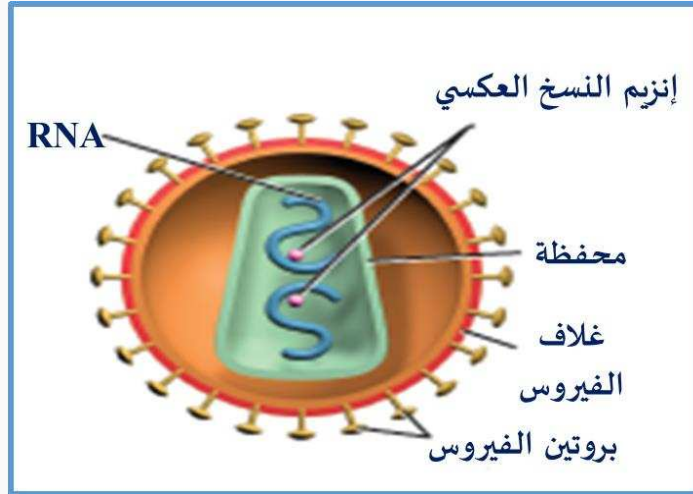 إنزيم النسخ العكسي
RNA
محفظة
غلاف
الفيروس
بروتين الفيروس